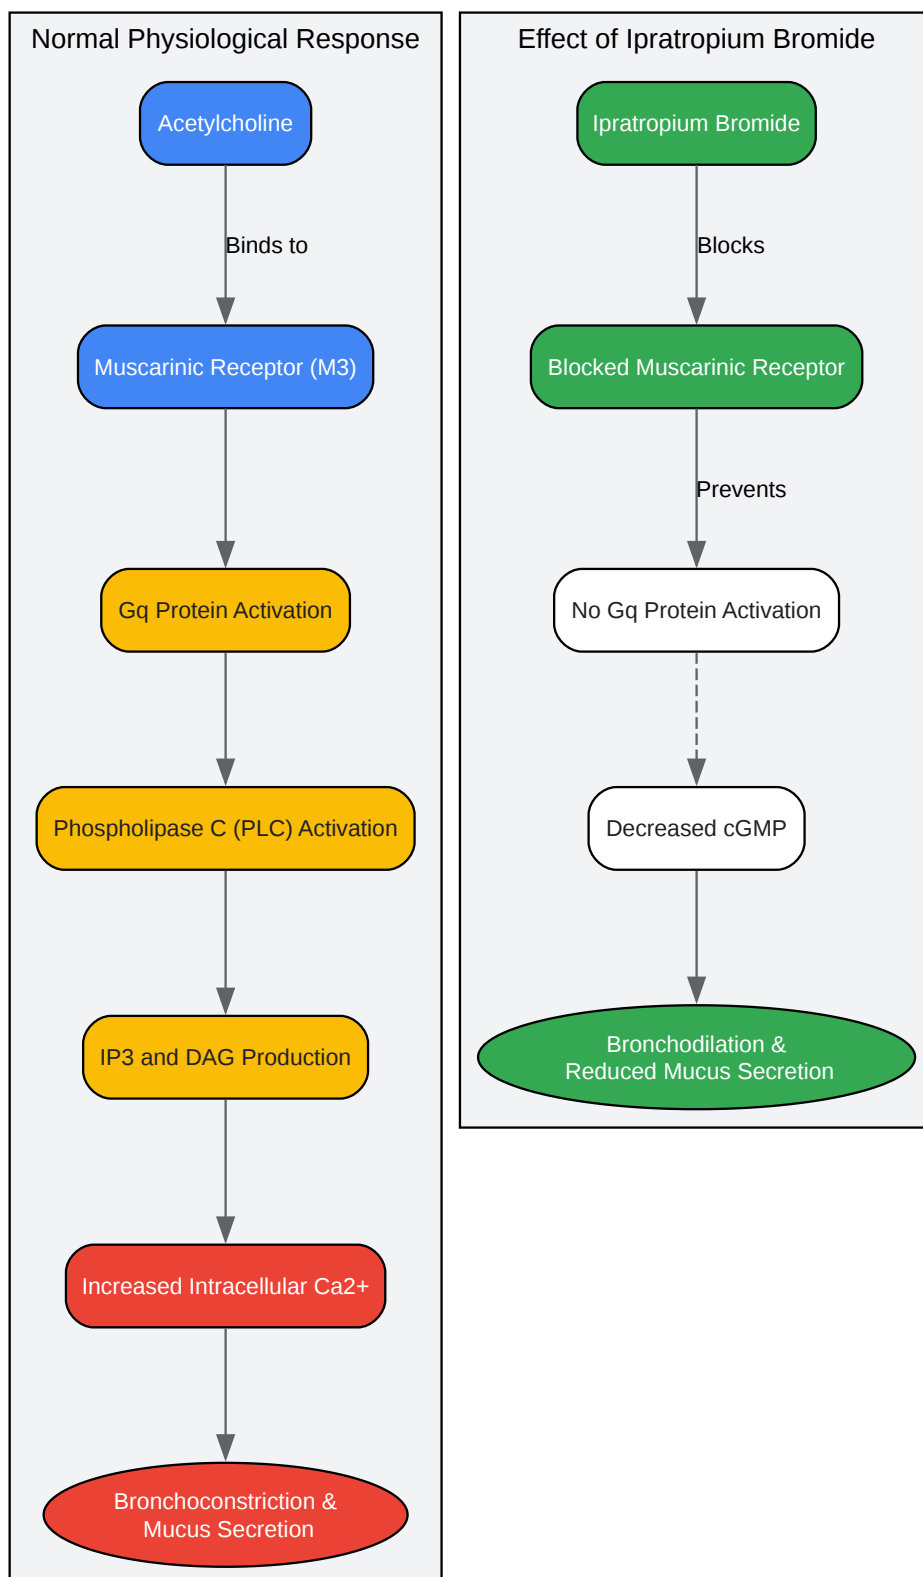 Normal Physiological Response
Acetylcholine
Binds to
Muscarinic Receptor (M3)
Gq Protein Activation
Phospholipase C (PLC) Activation
IP3 and DAG Production
Increased Intracellular Ca2+
Bronchoconstriction &
Mucus Secretion
Effect of Ipratropium Bromide
Ipratropium Bromide
Blocks
Blocked Muscarinic Receptor
Prevents
No Gq Protein Activation
Decreased cGMP
Bronchodilation &
Reduced Mucus Secretion